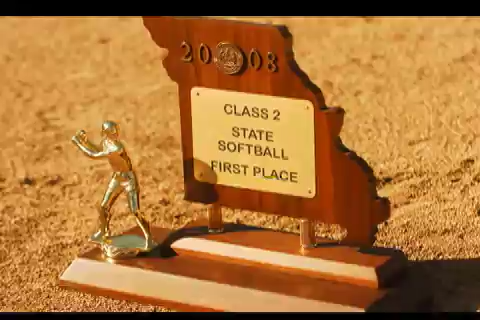 2008
CLASS 2
STATE
SOFTBALL
FIRST PLACE